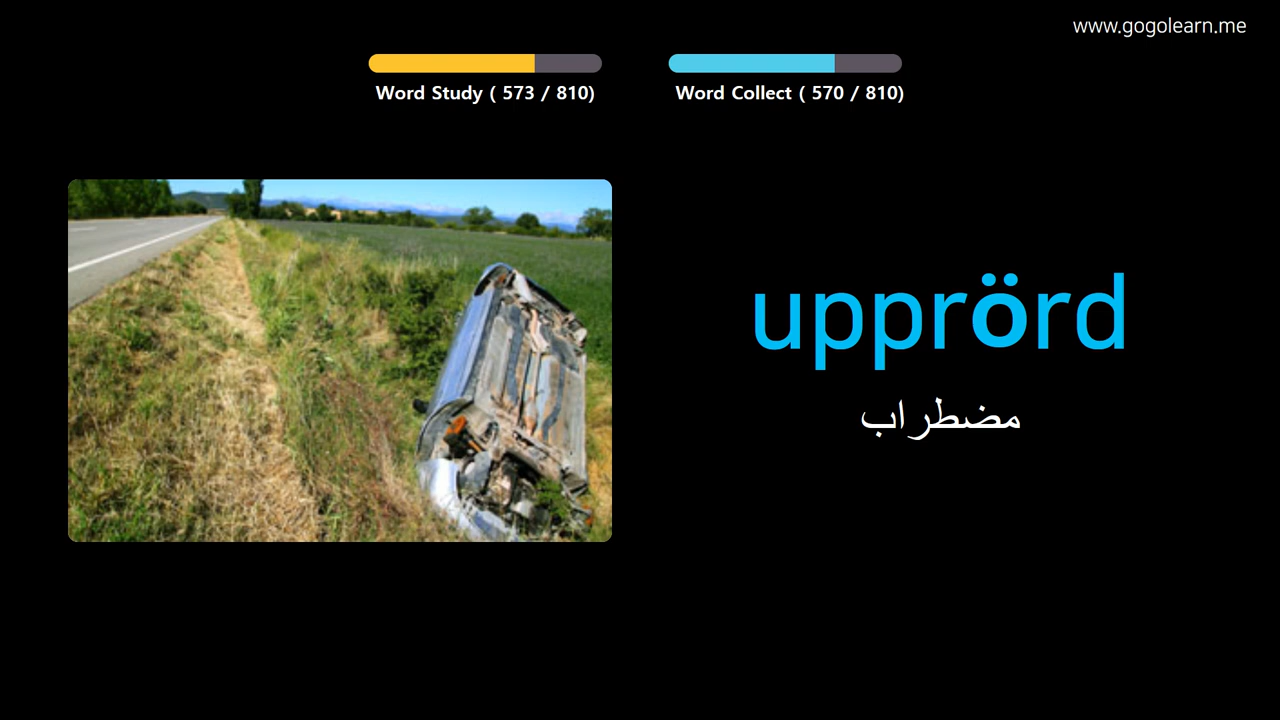 www.gogolearn.me
Word Study ( 573 / 810)
Word Collect ( 570 / 810)
upprörd
مضطراب